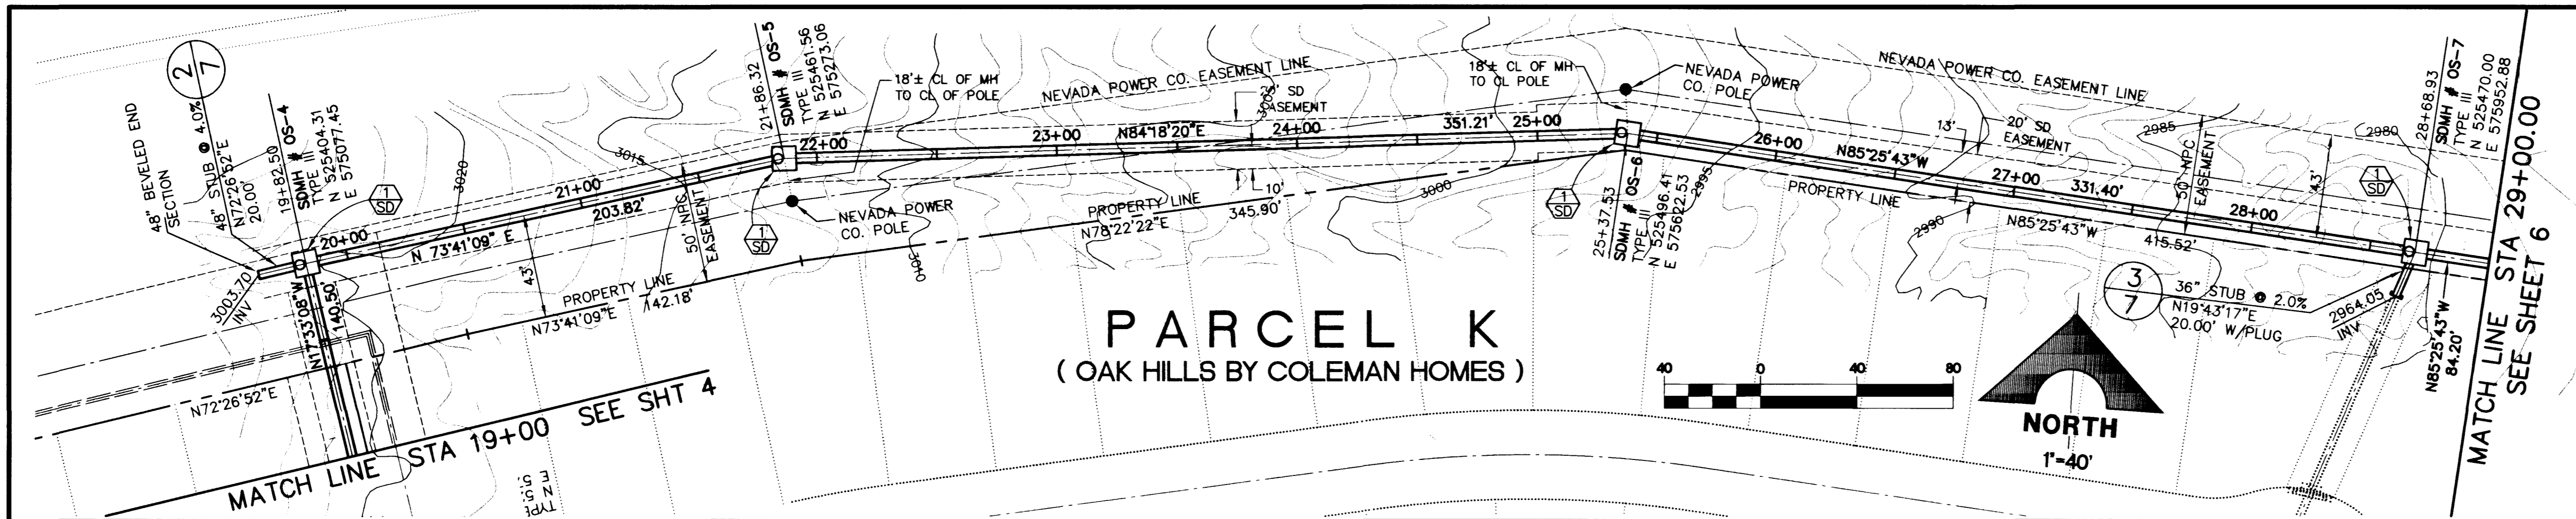 2
7
48" BEVELED END
SECTION
48" STUB @ 4.0%
N72°26'52"E
20.00'
19+82.50
SDMH # OS-4
TYPE III
N 525404.31
E 575077.45
1
SD
3020
20+00
3003.70
INV
N17°33'08"W
140.50'
N 73°41'09" E
21+00
203.82'
3015
43'
50' NPC
EASEMENT
PROPERTY LINE
142.18'
N73°41'09"E
N72°26'52"E
MATCH LINE STA 19+00 SEE SHT 4
TYPE
N 5
E 5
21+86.32
SDMH # OS-5
TYPE III
N 525461.56
E 575273.06
18'± CL OF MH
TO CL OF POLE
22+00
1
SD
NEVADA POWER
CO. POLE
3010
NEVADA POWER CO. EASEMENT LINE
SD
EASEMENT
3005
23+00
N84°18'20"E
24+00
351.21'
25+00
10'
PROPERTY LINE
345.90'
N78°22'22"E
3000
18'± CL OF MH
TO CL POLE
NEVADA POWER
CO. POLE
1
SD
25+37.53
SDMH # OS-6
TYPE III
N 525496.41
E 575622.53
2995
NEVADA POWER CO. EASEMENT LINE
13'
20' SD
EASEMENT
26+00
N85°25'43"W
27+00
331.40'
28+00
PROPERTY LINE
N85°25'43"W
415.52'
2990
2985
50' NPC
EASEMENT
43'
2980
1
SD
28+68.93
SDMH # OS-7
TYPE III
N 525470.00
E 575952.88
3
7
36" STUB @ 2.0%
N19°43'17"E
20.00' W/PLUG
2964.05
INV
N85°25'43"W
84.20'
MATCH LINE STA 29+00.00
SEE SHEET 6
PARCEL K
( OAK HILLS BY COLEMAN HOMES )
40 0 40 80
NORTH
1"=40'